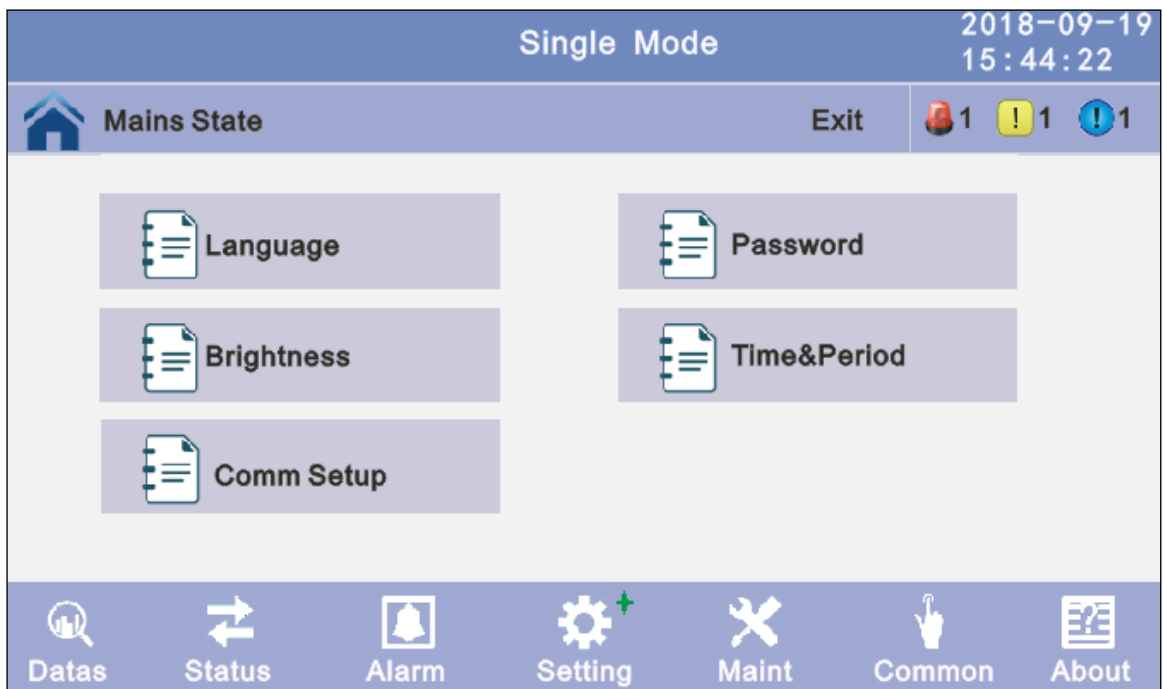 Single Mode
2018-09-19
15:44:22
Mains State
Exit
1
! 1
! 1
Language
Password
Brightness
Time&Period
Comm Setup
Datas
Status
Alarm
Setting
Maint
Common
About